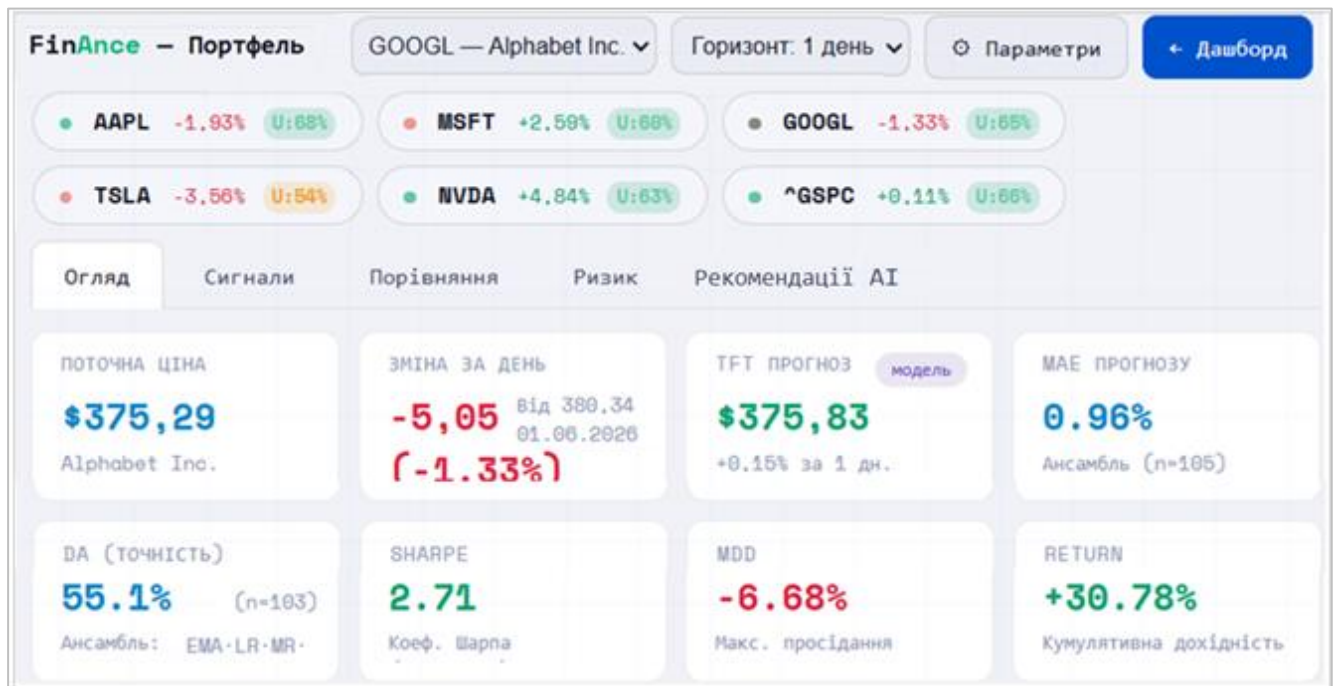 FinAnce — Портфель GOOGL — Alphabet Inc. Горизонт: 1 день ⚙ Параметри ← Дашборд
AAPL -1,93% U:68% MSFT +2,59% U:68% GOOGL -1,33% U:65%
TSLA -3,56% U:54% NVDA +4,84% U:63% ^GSPC +0,11% U:66%
Огляд Сигнали Порівняння Ризик Рекомендації AI
ПОТОЧНА ЦІНА
$375,29
Alphabet Inc.
ЗМІНА ЗА ДЕНЬ
-5,05 Від 380,34
01.06.2026
(-1.33%)
TFT ПРОГНОЗ модель
$375,83
+0.15% за 1 дн.
MAE ПРОГНОЗУ
0.96%
Ансамбль (n=105)
DA (ТОЧНІСТЬ)
55.1% (n=103)
Ансамбль: EMA·LR·MR·
SHARPE
2.71
Коеф. Шарпа
MDD
-6.68%
Макс. просідання
RETURN
+30.78%
Кумулятивна дохідність